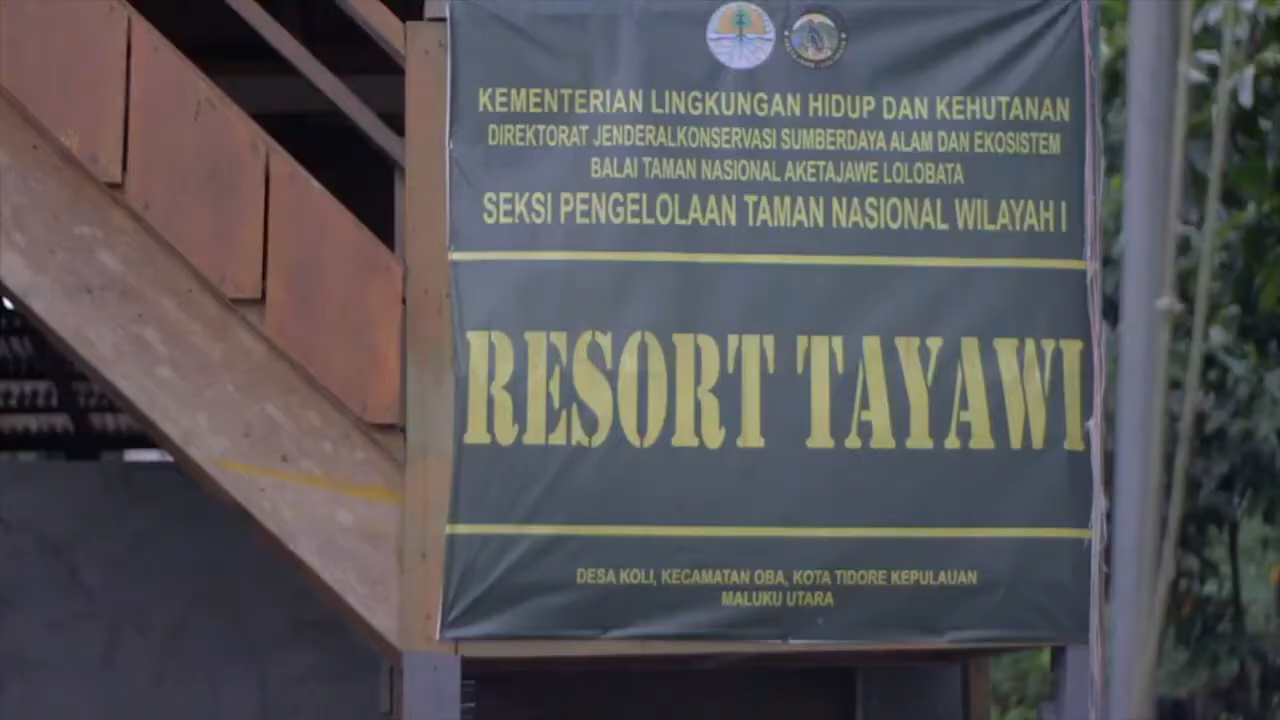 KEMENTERIAN LINGKUNGAN HIDUP DAN KEHUTANAN
DIREKTORAT JENDERALKONSERVASI SUMBERDAYA ALAM DAN EKOSISTEM
BALAI TAMAN NASIONAL AKETAJAWE LOLOBATA
SEKSI PENGELOLAAN TAMAN NASIONAL WILAYAH I
RESORT TAYAWI
DESA KOLI, KECAMATAN OBA, KOTA TIDORE KEPULAUAN
MALUKU UTARA